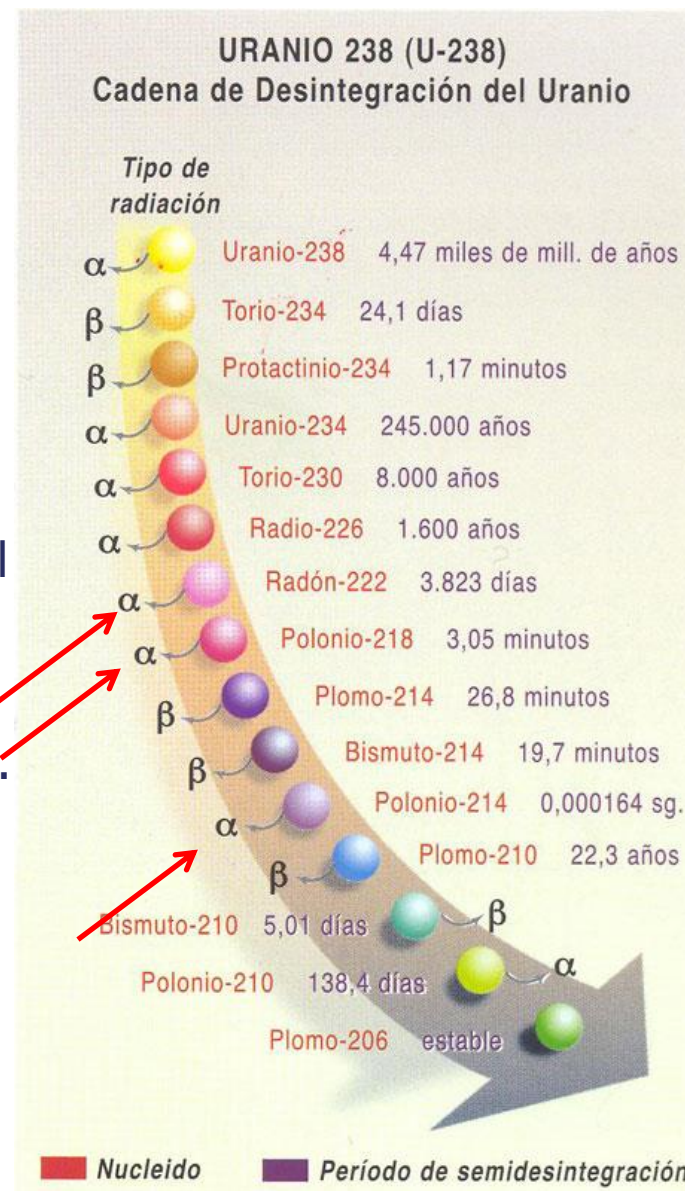 URANIO 238 (U-238)
Cadena de Desintegración del Uranio
Tipo de
radiación
α Uranio-238 4,47 miles de mill. de años
β Torio-234 24,1 días
β Protactinio-234 1,17 minutos
α Uranio-234 245.000 años
α Torio-230 8.000 años
α Radio-226 1.600 años
α Radón-222 3.823 días
α Polonio-218 3,05 minutos
β Plomo-214 26,8 minutos
β Bismuto-214 19,7 minutos
α Polonio-214 0,000164 sg.
β Plomo-210 22,3 años
Bismuto-210 5,01 días β
Polonio-210 138,4 días α
Plomo-206 estable
Nucleido Período de semidesintegración